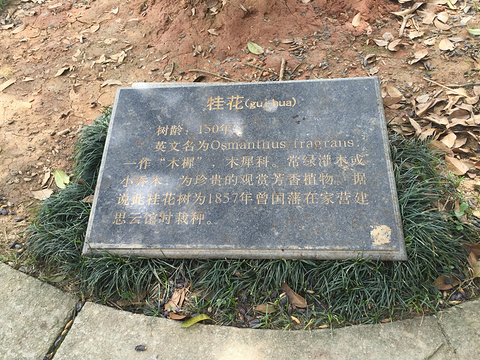 桂花(gui hua)
树龄：150年
英文名为Osmanthus fragrans，
一作“木樨”，木犀科。常绿灌木或
小乔木，为珍贵的观赏芳香植物。据
说此桂花树为1857年曾国藩在家营建
思云馆时栽种。